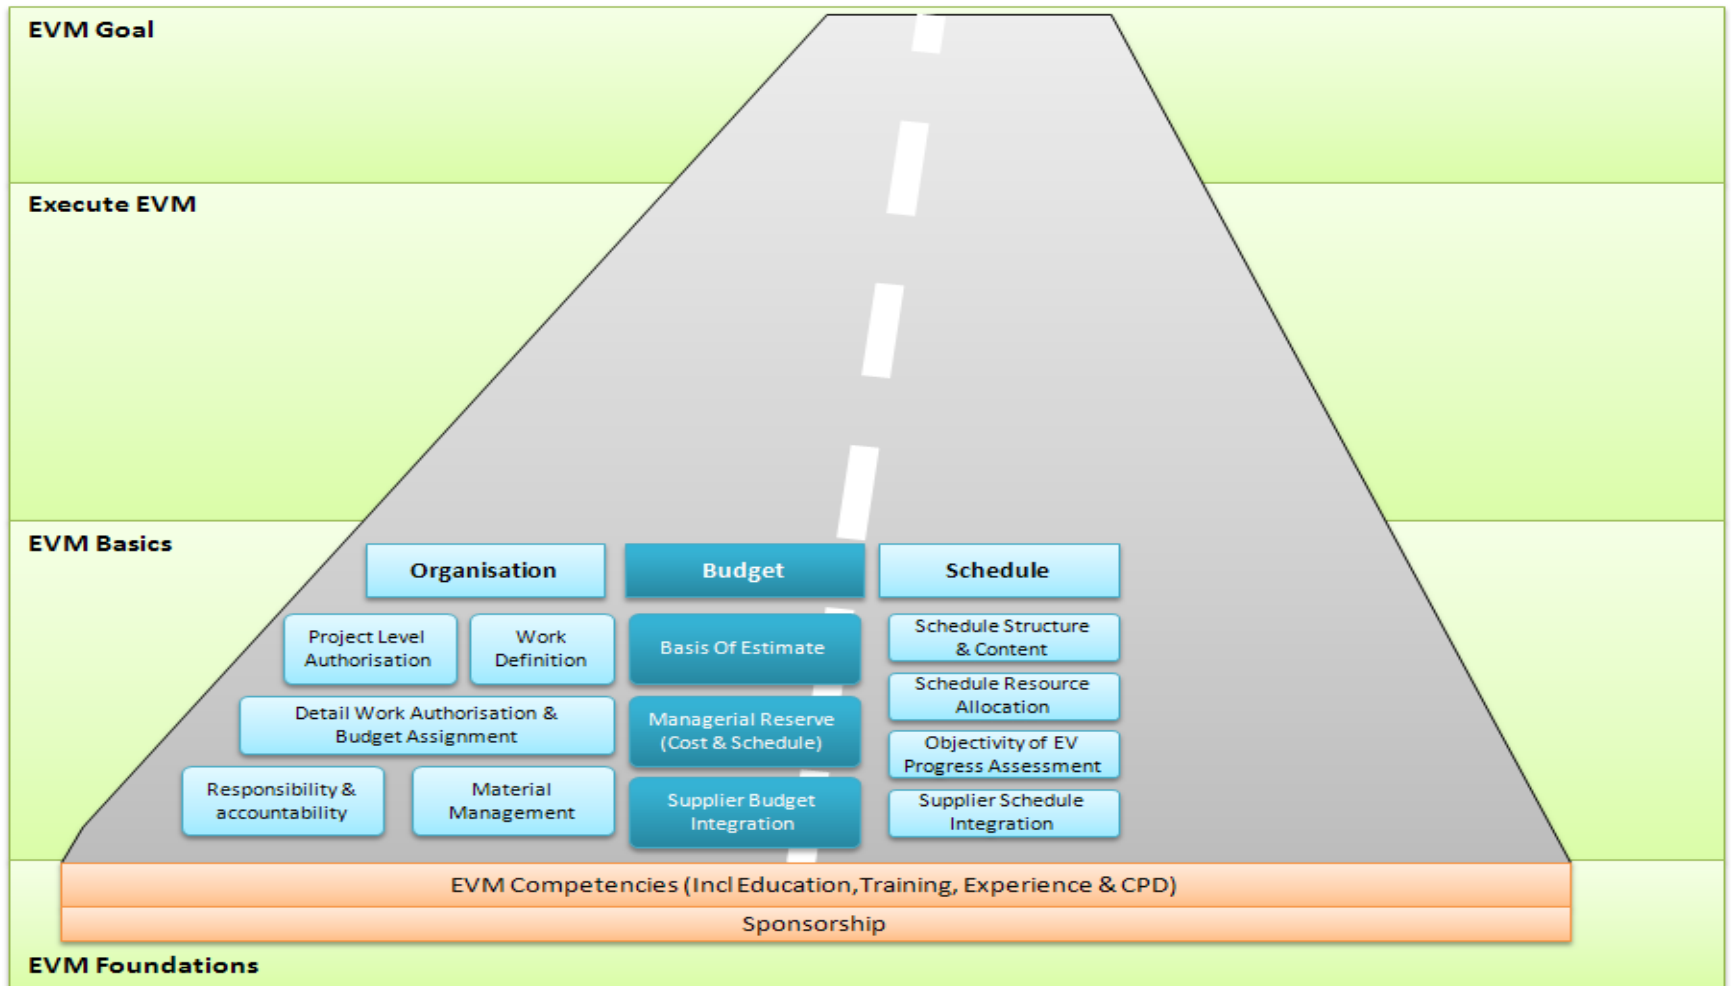 EVM Goal
Execute EVM
EVM Basics
Organisation
Budget
Schedule
Project Level
Authorisation
Work
Definition
Detail Work Authorisation &
Budget Assignment
Responsibility &
accountability
Material
Management
Basis Of Estimate
Managerial Reserve
(Cost & Schedule)
Supplier Budget
Integration
Schedule Structure
& Content
Schedule Resource
Allocation
Objectivity of EV
Progress Assessment
Supplier Schedule
Integration
EVM Competencies (Incl Education, Training, Experience & CPD)
Sponsorship
EVM Foundations